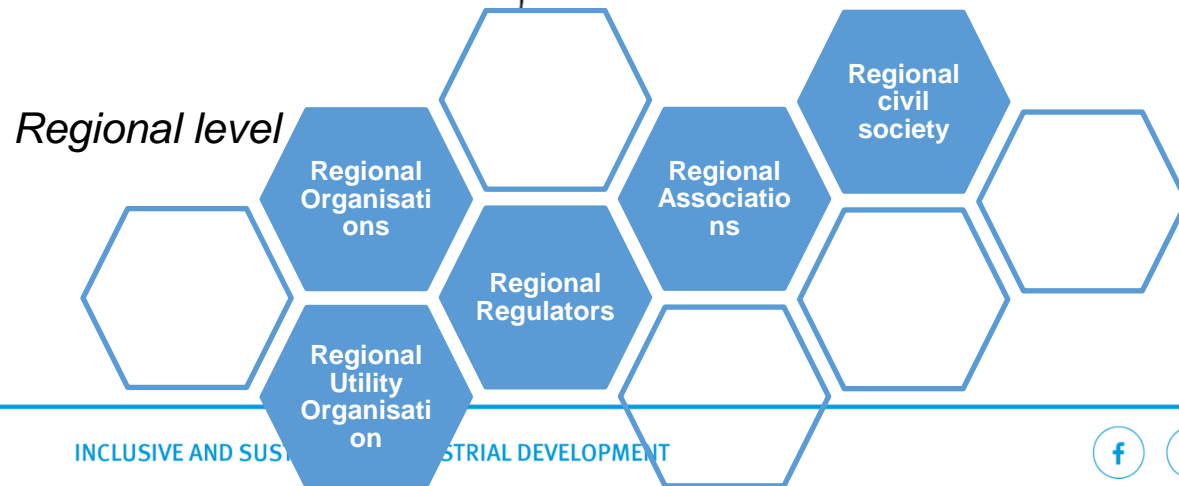 Regional level
Regional
Organisati
ons
Regional
Utility
Organisati
on
Regional
Regulators
Regional
Associatio
ns
Regional
civil
society
INCLUSIVE AND SUS
STRIAL DEVELOPMENT
f